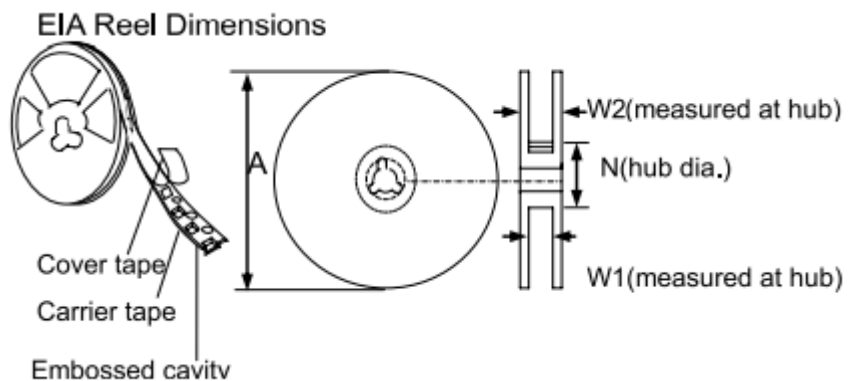 EIA Reel Dimensions
A
W2(measured at hub)
N(hub dia.)
W1(measured at hub)
Cover tape
Carrier tape
Embossed cavity